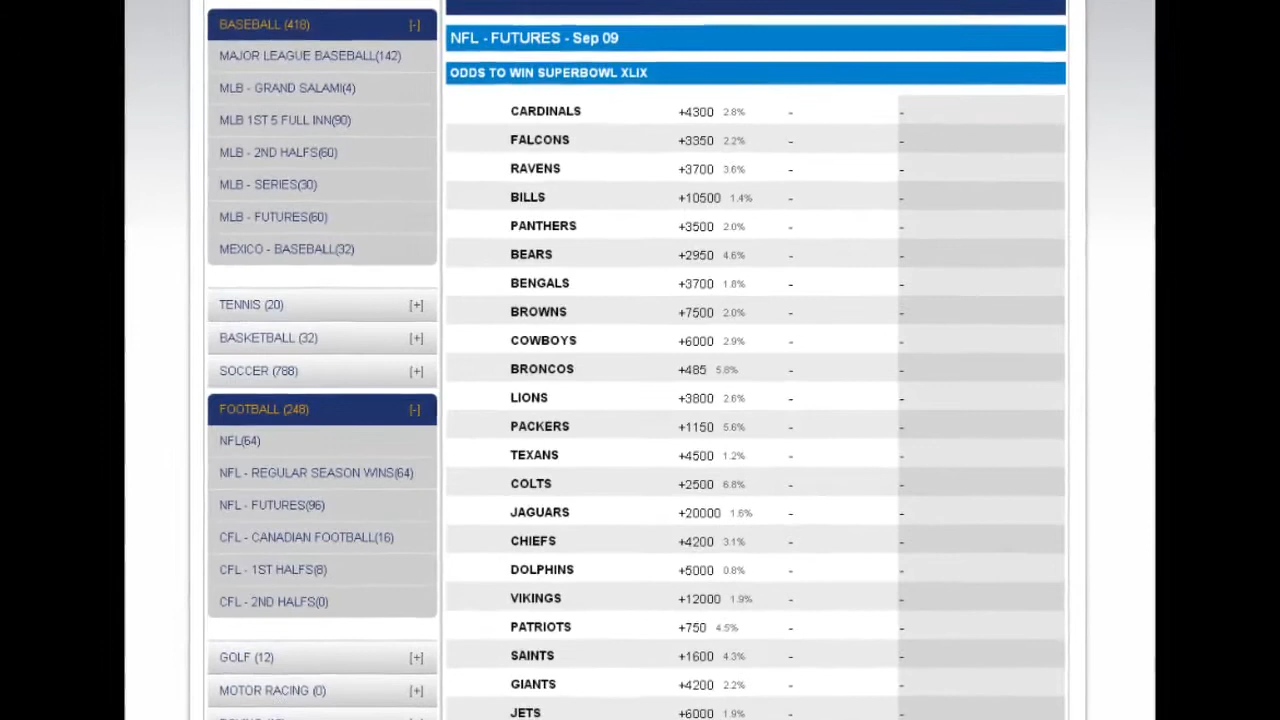 BASEBALL (418) [-]
MAJOR LEAGUE BASEBALL(142)
MLB - GRAND SALAMI(4)
MLB 1ST 5 FULL INN(90)
MLB - 2ND HALFS(60)
MLB - SERIES(30)
MLB - FUTURES(60)
MEXICO - BASEBALL(32)
TENNIS (20) [+]
BASKETBALL (32) [+]
SOCCER (788) [+]
FOOTBALL (248) [-]
NFL(64)
NFL - REGULAR SEASON WINS(64)
NFL - FUTURES(96)
CFL - CANADIAN FOOTBALL(16)
CFL - 1ST HALFS(8)
CFL - 2ND HALFS(0)
GOLF (12) [+]
MOTOR RACING (0) [+]
NFL - FUTURES - Sep 09
ODDS TO WIN SUPERBOWL XLIX
CARDINALS +4300 2.8% - -
FALCONS +3350 2.2% - -
RAVENS +3700 3.6% - -
BILLS +10500 1.4% - -
PANTHERS +3500 2.0% - -
BEARS +2950 4.6% - -
BENGALS +3700 1.8% - -
BROWNS +7500 2.0% - -
COWBOYS +6000 2.9% - -
BRONCOS +485 5.8% - -
LIONS +3800 2.6% - -
PACKERS +1150 5.6% - -
TEXANS +4500 1.2% - -
COLTS +2500 6.8% - -
JAGUARS +20000 1.6% - -
CHIEFS +4200 3.1% - -
DOLPHINS +5000 0.8% - -
VIKINGS +12000 1.9% - -
PATRIOTS +750 4.5% - -
SAINTS +1600 4.3% - -
GIANTS +4200 2.2% - -
JETS +6000 1.9% - -